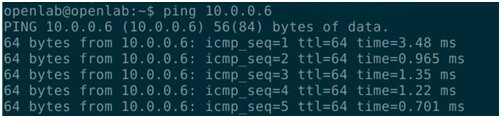 openlab@openlab:~$ ping 10.0.0.6
PING 10.0.0.6 (10.0.0.6) 56(84) bytes of data.
64 bytes from 10.0.0.6: icmp_seq=1 ttl=64 time=3.48 ms
64 bytes from 10.0.0.6: icmp_seq=2 ttl=64 time=0.965 ms
64 bytes from 10.0.0.6: icmp_seq=3 ttl=64 time=1.35 ms
64 bytes from 10.0.0.6: icmp_seq=4 ttl=64 time=1.22 ms
64 bytes from 10.0.0.6: icmp_seq=5 ttl=64 time=0.701 ms